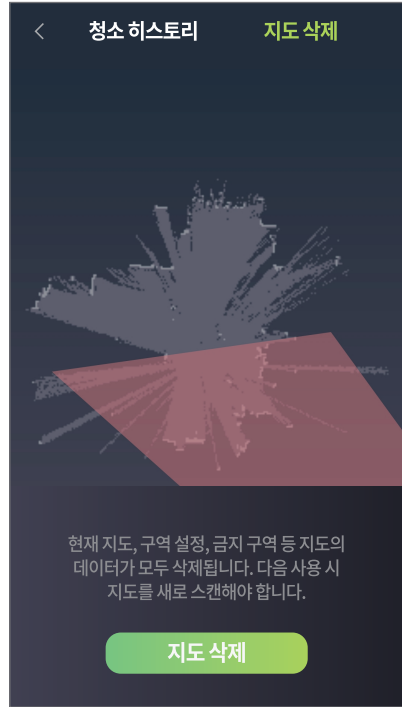 청소 히스토리 지도 삭제
현재 지도, 구역 설정, 금지 구역 등 지도의
데이터가 모두 삭제됩니다. 다음 사용 시
지도를 새로 스캔해야 합니다.
지도 삭제